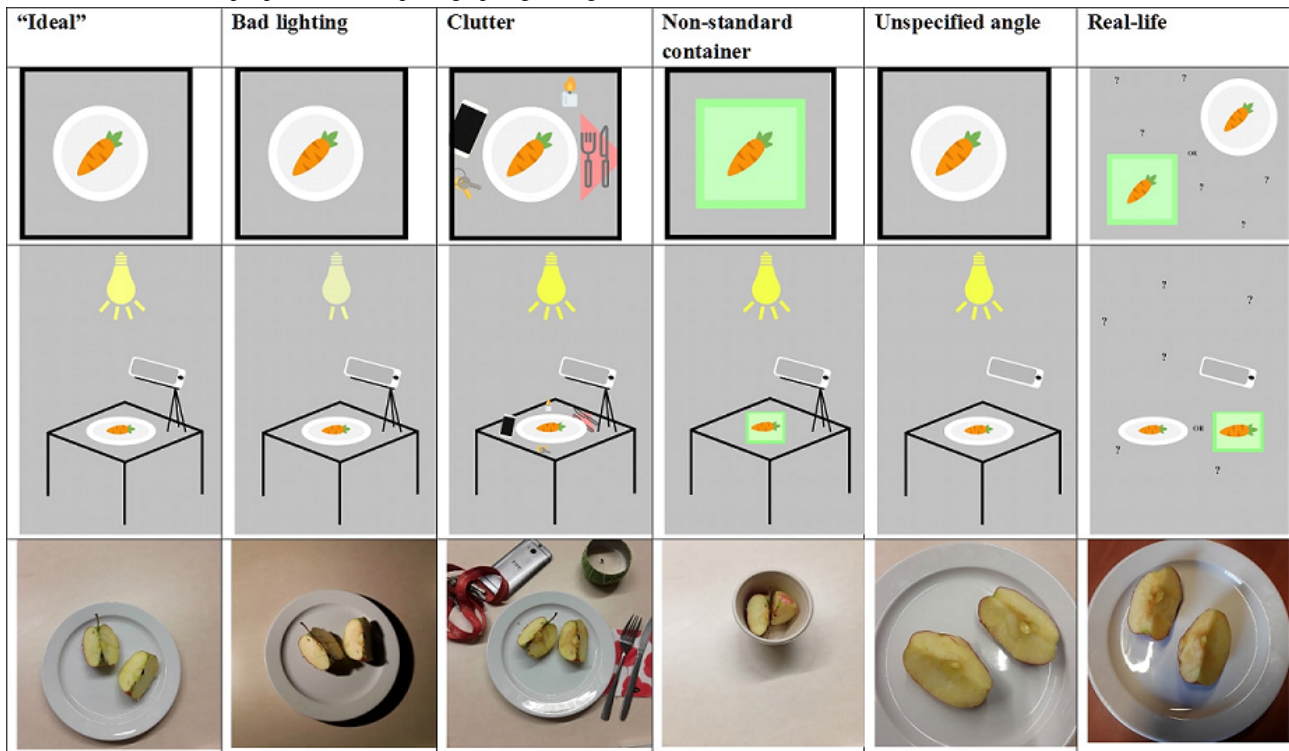 “Ideal”
Bad lighting
Clutter
Non-standard
container
Unspecified angle
Real-life
?
?
?
OR
?
?
?
?
?
?
?
OR
?
?